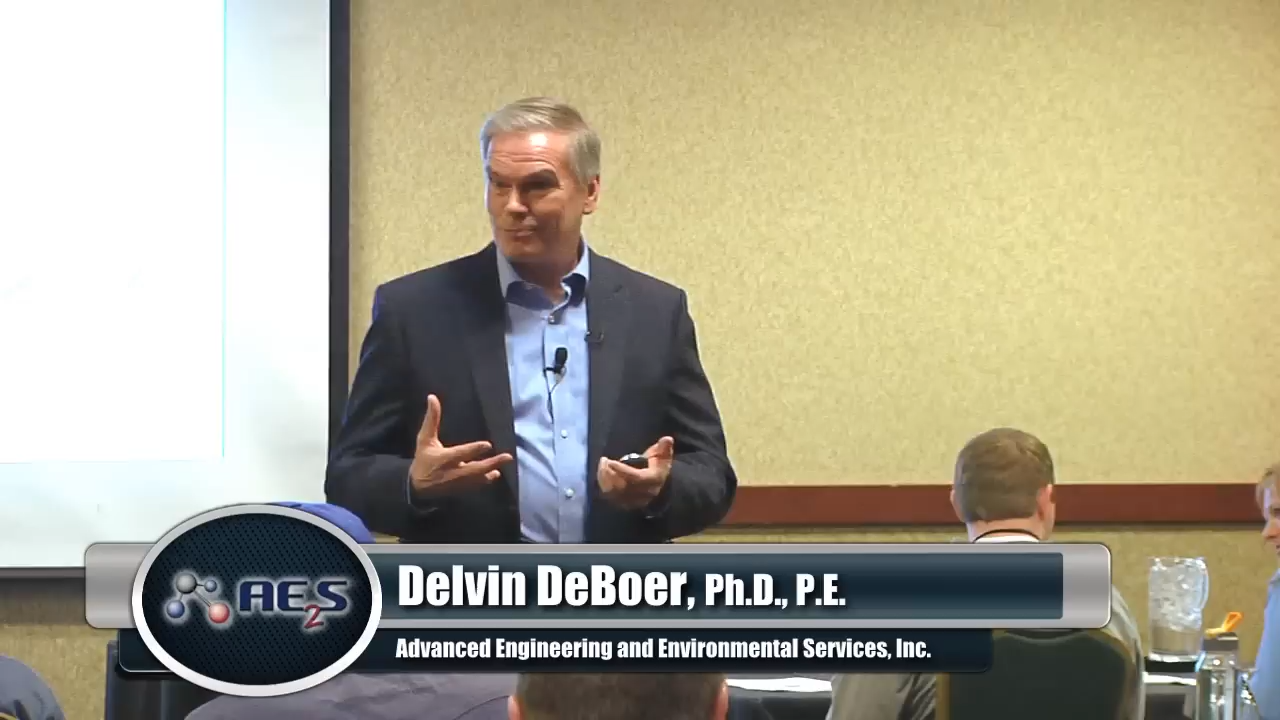 AE2S
Delvin DeBoer, Ph.D., P.E.
Advanced Engineering and Environmental Services, Inc.